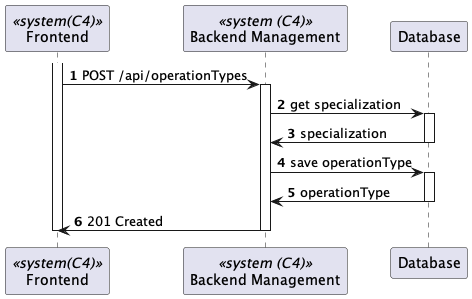 «system(C4)»
Frontend
«system (C4)»
Backend Management
Database
1 POST /api/operationTypes
2 get specialization
3 specialization
4 save operationType
5 operationType
6 201 Created
«system(C4)»
Frontend
«system (C4)»
Backend Management
Database